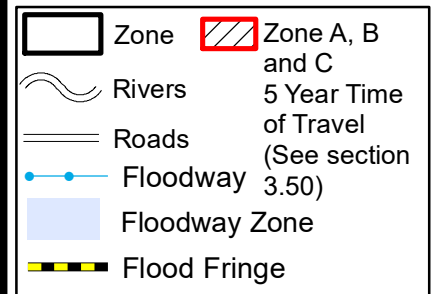 Zone
Zone A, B
and C
5 Year Time
of Travel
(See section
3.50)
Rivers
Roads
Floodway
Floodway Zone
Flood Fringe